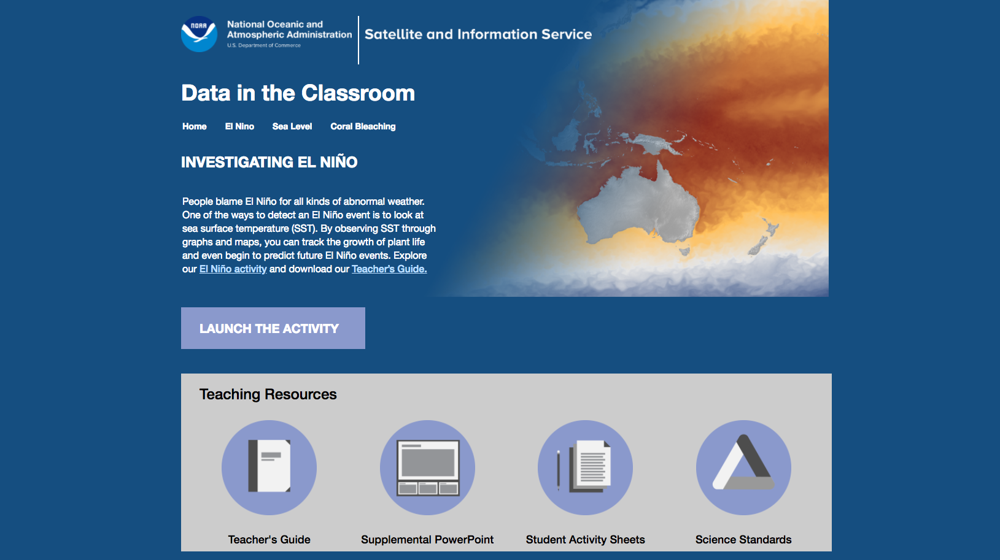 NOAA
National Oceanic and
Atmospheric Administration
U.S. Department of Commerce
Satellite and Information Service
Data in the Classroom
Home El Nino Sea Level Coral Bleaching
INVESTIGATING EL NIÑO
People blame El Niño for all kinds of abnormal weather.
One of the ways to detect an El Niño event is to look at
sea surface temperature (SST). By observing SST through
graphs and maps, you can track the growth of plant life
and even begin to predict future El Niño events. Explore
our El Niño activity and download our Teacher's Guide.
LAUNCH THE ACTIVITY
Teaching Resources
Teacher's Guide
Supplemental PowerPoint
Student Activity Sheets
Science Standards